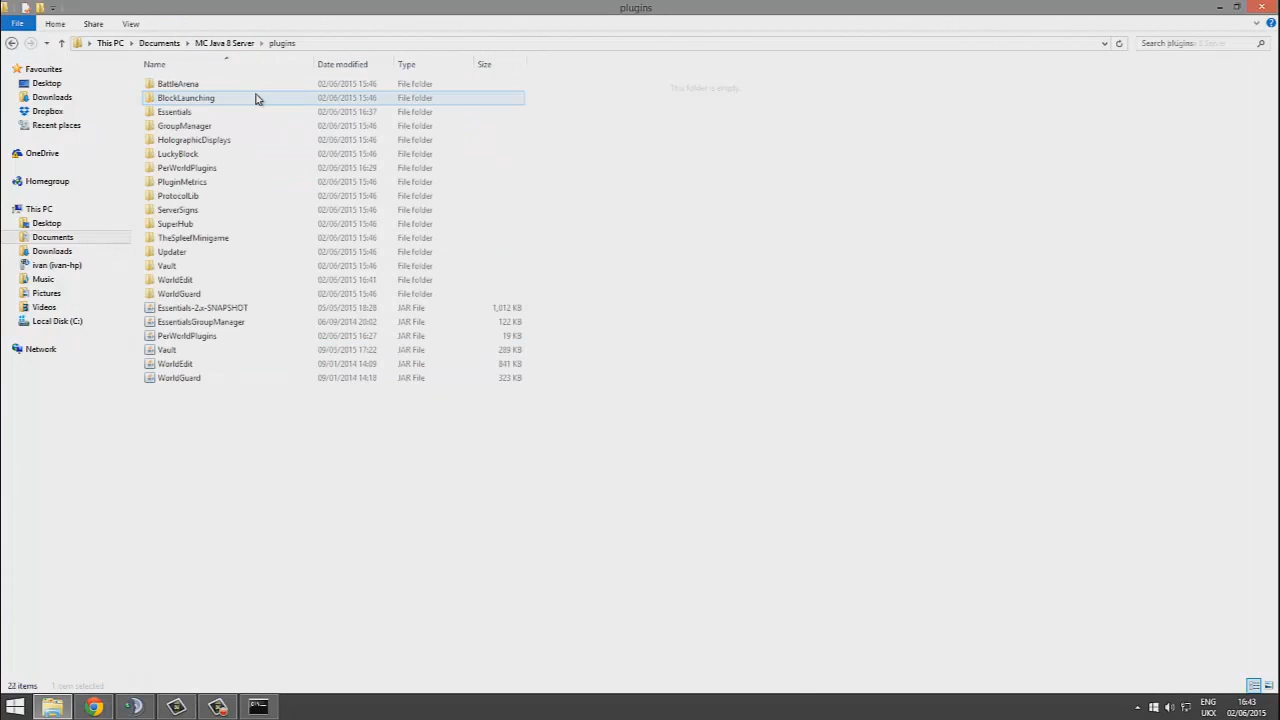 plugins
File Home Share View
This PC Documents MC Java 8 Server plugins
Search plugins
Name Date modified Type Size
Favourites
Desktop
Downloads
Dropbox
Recent places
OneDrive
Homegroup
This PC
Desktop
Documents
Downloads
ivan (ivan-hp)
Music
Pictures
Videos
Local Disk (C:)
Network
BattleArena 02/06/2015 15:46 File folder
BlockLaunching 02/06/2015 15:46 File folder
Essentials 02/06/2015 16:37 File folder
GroupManager 02/06/2015 15:46 File folder
HolographicDisplays 02/06/2015 15:46 File folder
LuckyBlock 02/06/2015 15:46 File folder
PerWorldPlugins 02/06/2015 16:29 File folder
PluginMetrics 02/06/2015 15:46 File folder
ProtocolLib 02/06/2015 15:46 File folder
ServerSigns 02/06/2015 15:46 File folder
SuperHub 02/06/2015 15:46 File folder
TheSpleefMinigame 02/06/2015 15:46 File folder
Updater 02/06/2015 15:46 File folder
Vault 02/06/2015 15:46 File folder
WorldEdit 02/06/2015 16:41 File folder
WorldGuard 02/06/2015 15:46 File folder
Essentials-2.x-SNAPSHOT 05/05/2015 18:28 JAR File 1,012 KB
EssentialsGroupManager 06/09/2014 20:02 JAR File 122 KB
PerWorldPlugins 02/06/2015 16:27 JAR File 19 KB
Vault 09/05/2015 17:22 JAR File 289 KB
WorldEdit 09/01/2014 14:09 JAR File 841 KB
WorldGuard 09/01/2014 14:18 JAR File 323 KB
This folder is empty.
22 items 1 item selected
ENG 16:43
UKX 02/06/2015